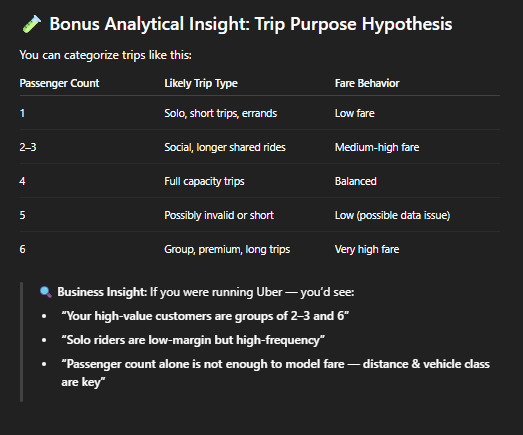 🧪 Bonus Analytical Insight: Trip Purpose Hypothesis
You can categorize trips like this:
Passenger Count Likely Trip Type Fare Behavior
1 Solo, short trips, errands Low fare
2–3 Social, longer shared rides Medium-high fare
4 Full capacity trips Balanced
5 Possibly invalid or short Low (possible data issue)
6 Group, premium, long trips Very high fare
🔍 Business Insight: If you were running Uber — you'd see:
• “Your high-value customers are groups of 2–3 and 6”
• “Solo riders are low-margin but high-frequency”
• “Passenger count alone is not enough to model fare — distance & vehicle class
are key”